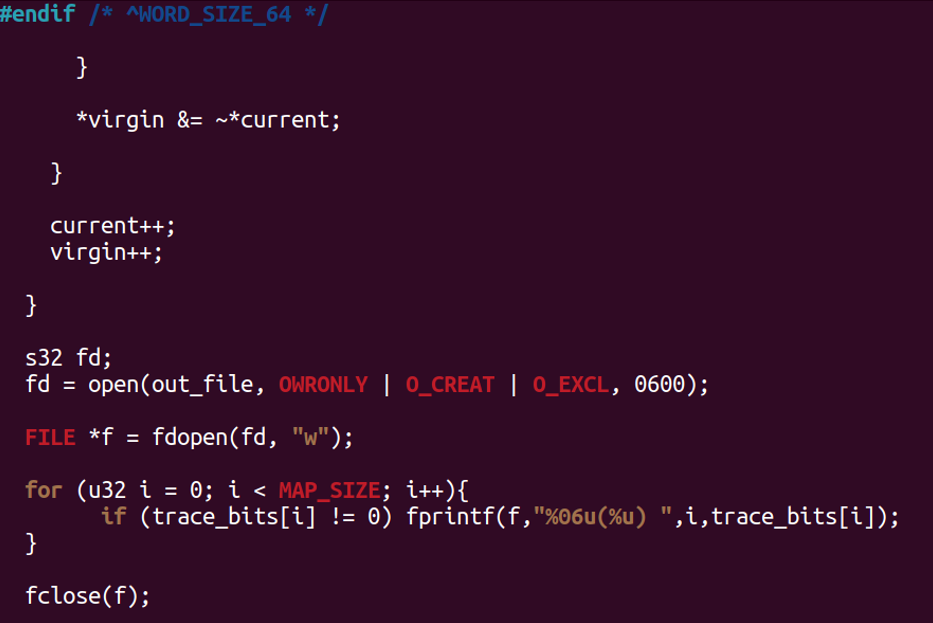 #endif /* ^WORD_SIZE_64 */
}
*virgin &= ~*current;
}
current++;
virgin++;
}
s32 fd;
fd = open(out_file, OWRONLY | O_CREAT | O_EXCL, 0600);
FILE *f = fdopen(fd, "w");
for (u32 i = 0; i < MAP_SIZE; i++){
if (trace_bits[i] != 0) fprintf(f,"%06u(%u) ",i,trace_bits[i]);
}
fclose(f);